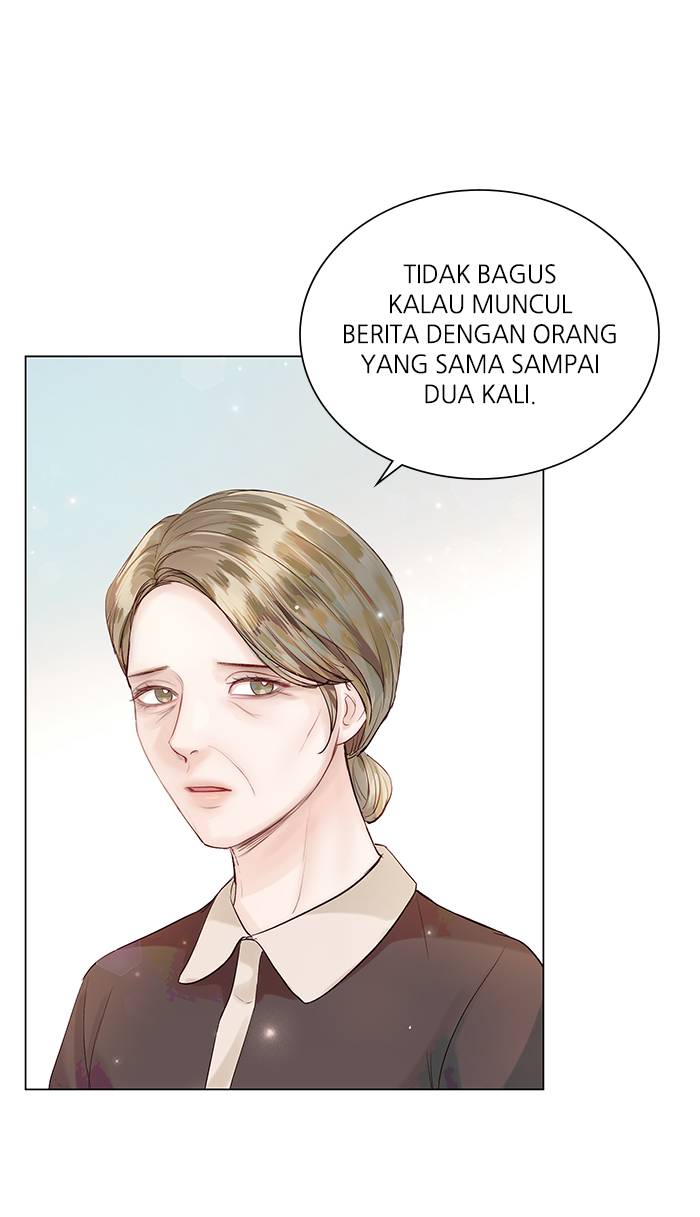 TIDAK BAGUS
KALAU MUNCUL
BERITA DENGAN ORANG
YANG SAMA SAMPAI
DUA KALI.